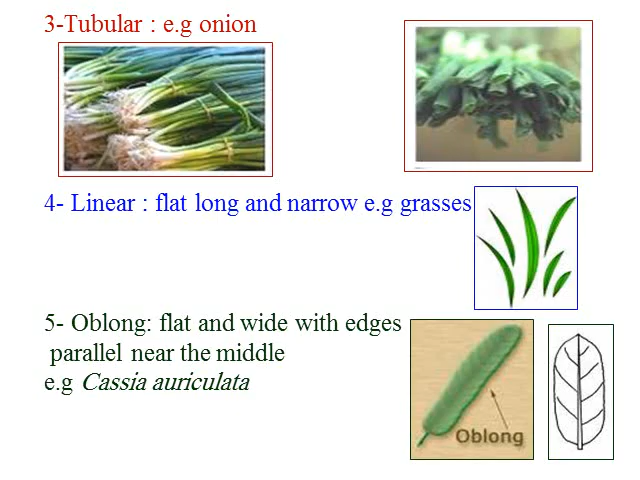 3-Tubular : e.g onion
4- Linear : flat long and narrow e.g grasses
5- Oblong: flat and wide with edges
parallel near the middle
e.g Cassia auriculata
Oblong